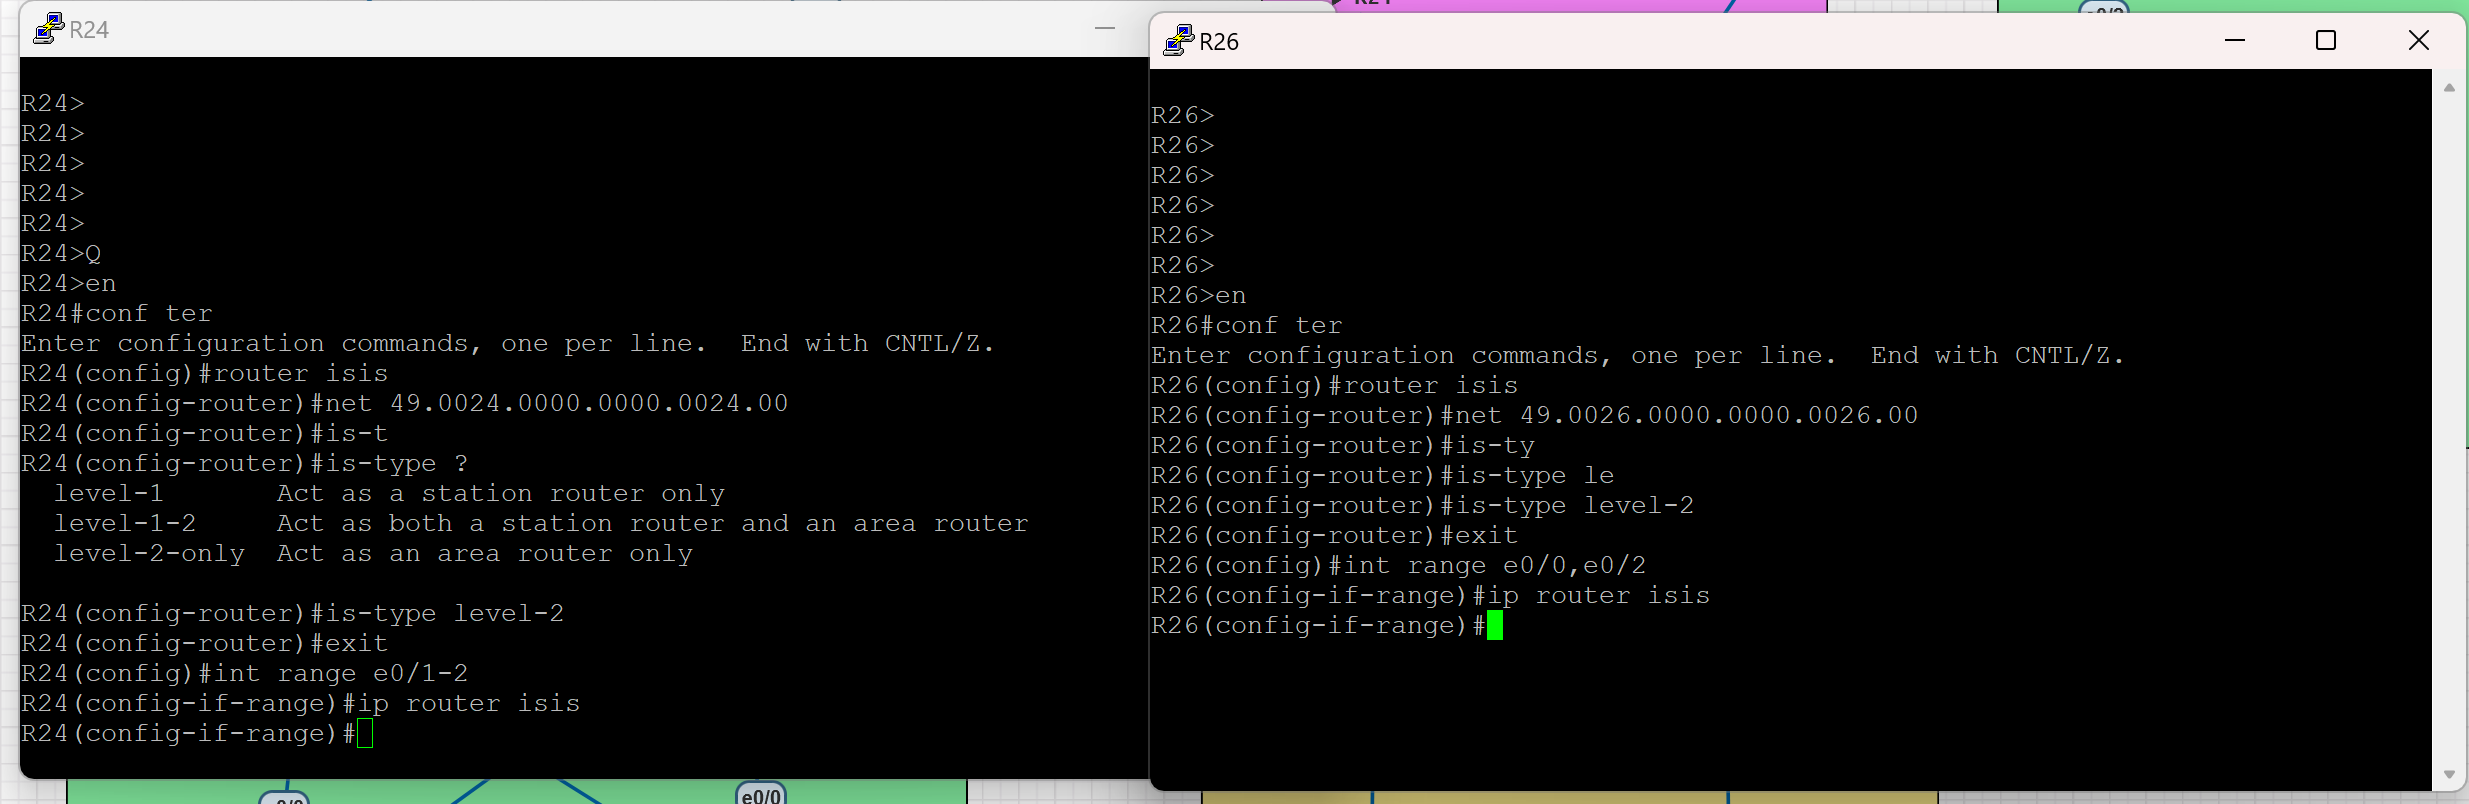 R24
R24>
R24>
R24>
R24>
R24>
R24>Q
R24>en
R24#conf ter
Enter configuration commands, one per line.  End with CNTL/Z.
R24(config)#router isis
R24(config-router)#net 49.0024.0000.0000.0024.00
R24(config-router)#is-t
R24(config-router)#is-type ?
  level-1       Act as a station router only
  level-1-2     Act as both a station router and an area router
  level-2-only  Act as an area router only
R24(config-router)#is-type level-2
R24(config-router)#exit
R24(config)#int range e0/1-2
R24(config-if-range)#ip router isis
R24(config-if-range)#
R26
R26>
R26>
R26>
R26>
R26>
R26>
R26>en
R26#conf ter
Enter configuration commands, one per line.  End with CNTL/Z.
R26(config)#router isis
R26(config-router)#net 49.0026.0000.0000.0026.00
R26(config-router)#is-ty
R26(config-router)#is-type le
R26(config-router)#is-type level-2
R26(config-router)#exit
R26(config)#int range e0/0,e0/2
R26(config-if-range)#ip router isis
R26(config-if-range)#
e0/0